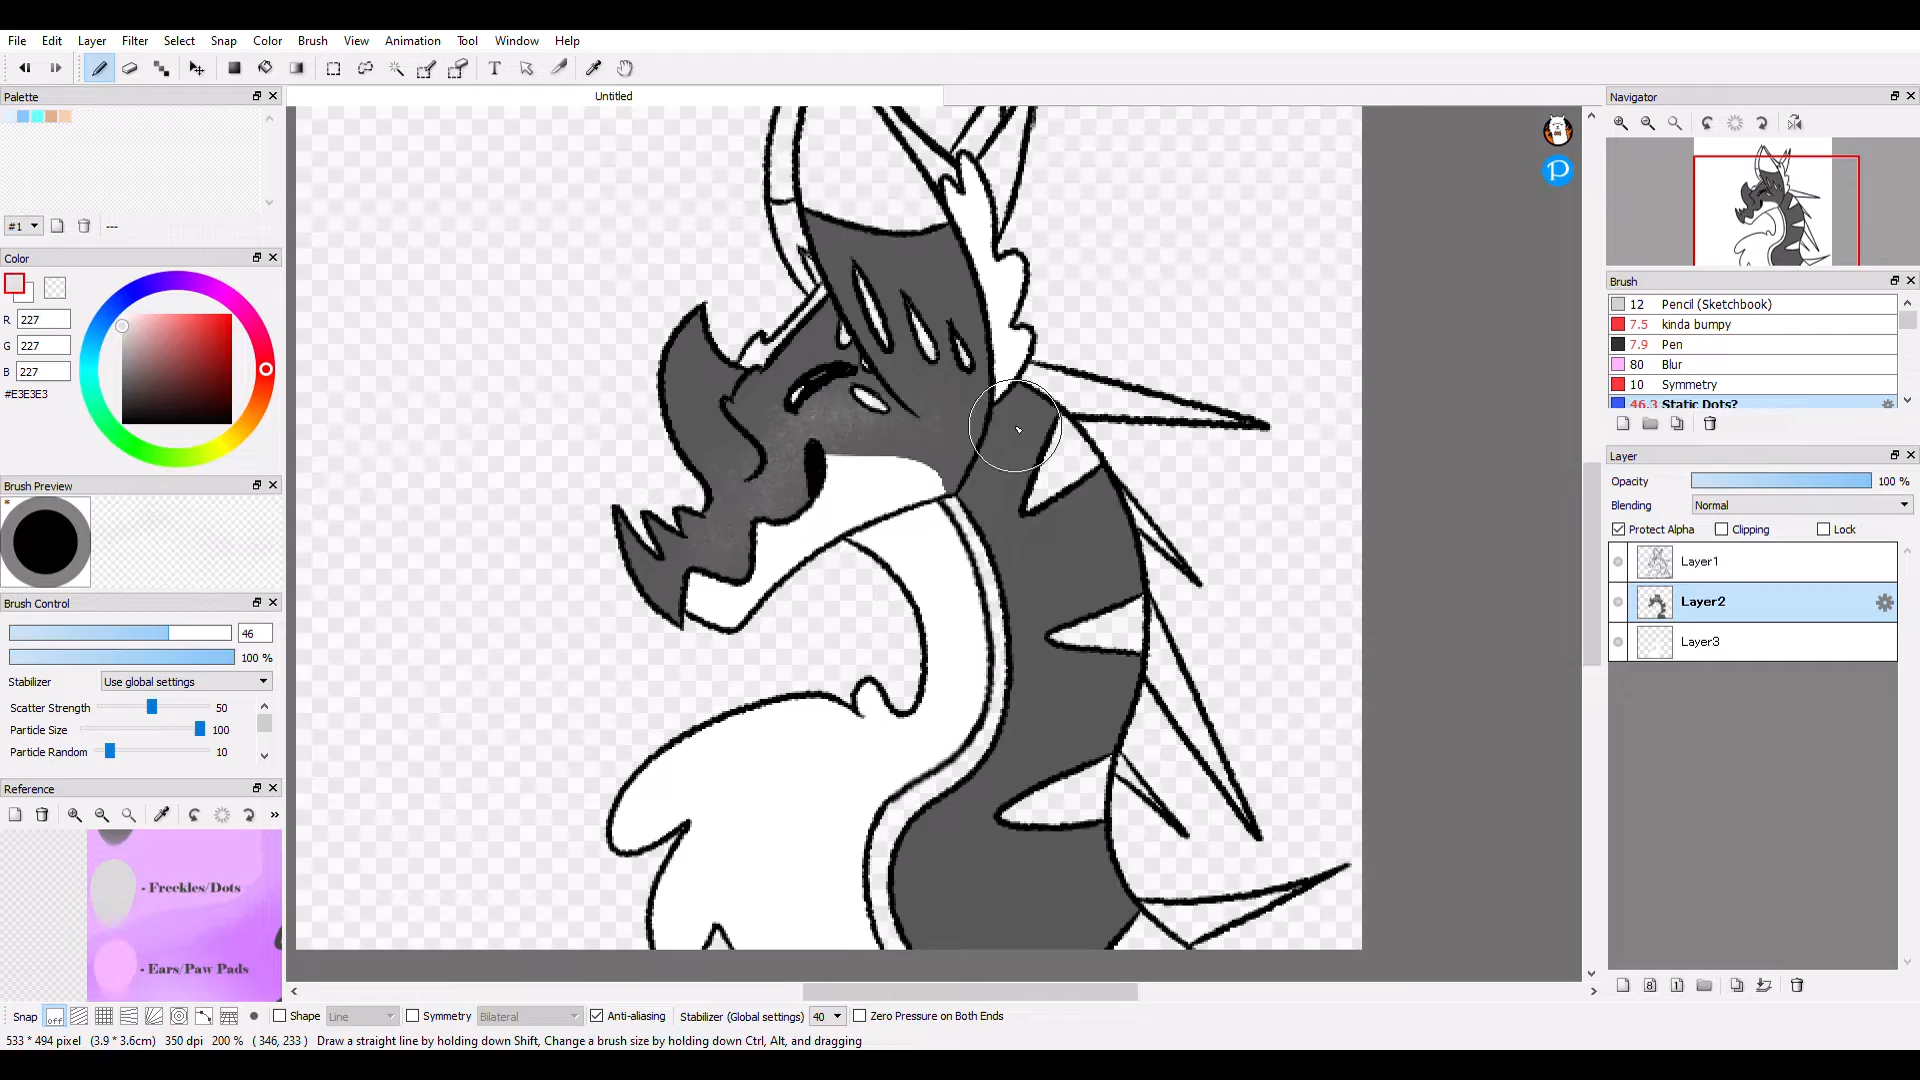 File Edit Layer Filter Select Snap Color Brush View Animation Tool Window Help
Palette
Untitled
Navigator
#1
---
Color
R 227
G 227
B 227
#E3E3E3
Brush
12 Pencil (Sketchbook)
7.5 kinda bumpy
7.9 Pen
80 Blur
10 Symmetry
46.3 Static Dots?
Brush Preview
Layer
Opacity 100 %
Blending Normal
Protect Alpha Clipping Lock
Layer1
Layer2
Layer3
Brush Control
46
100 %
Stabilizer Use global settings
Scatter Strength 50
Particle Size 100
Particle Random 10
Reference
- Freckles/Dots
- Ears/Paw Pads
Snap off Shape Line Symmetry Bilateral Anti-aliasing Stabilizer (Global settings) 40 Zero Pressure on Both Ends
533 * 494 pixel (3.9 * 3.6cm) 350 dpi 200 % ( 346, 233 ) Draw a straight line by holding down Shift, Change a brush size by holding down Ctrl, Alt, and dragging